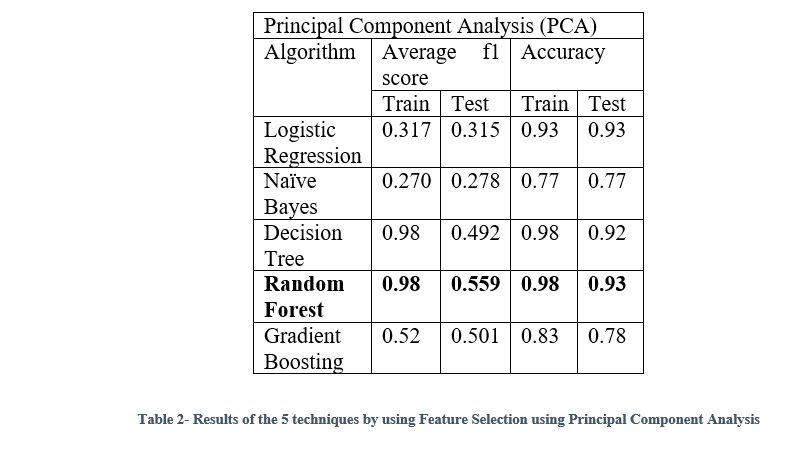 Principal Component Analysis (PCA)
Algorithm Average f1 Accuracy
score
Train Test Train Test
Logistic 0.317 0.315 0.93 0.93
Regression
Naïve 0.270 0.278 0.77 0.77
Bayes
Decision 0.98 0.492 0.98 0.92
Tree
Random 0.98 0.559 0.98 0.93
Forest
Gradient 0.52 0.501 0.83 0.78
Boosting
Table 2- Results of the 5 techniques by using Feature Selection using Principal Component Analysis